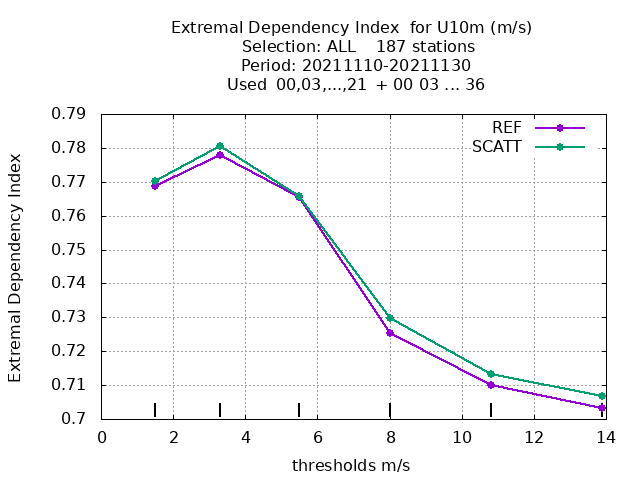 Extremal Dependency Index  for U10m (m/s)
Selection: ALL    187 stations
Period: 20211110-20211130
Used  00,03,...,21  + 00 03 ... 36
REF
SCATT
Extremal Dependency Index
0.79
0.78
0.77
0.76
0.75
0.74
0.73
0.72
0.71
0.7
0 2 4 6 8 10 12 14
thresholds m/s